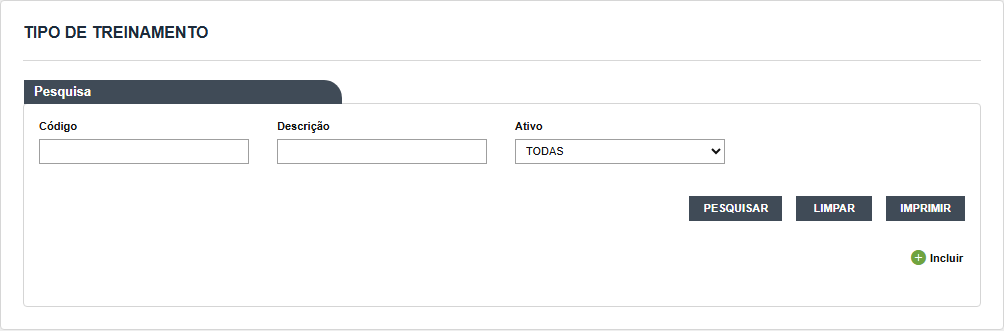 TIPO DE TREINAMENTO
Pesquisa
Código Descrição Ativo
TODAS
PESQUISAR LIMPAR IMPRIMIR
Incluir